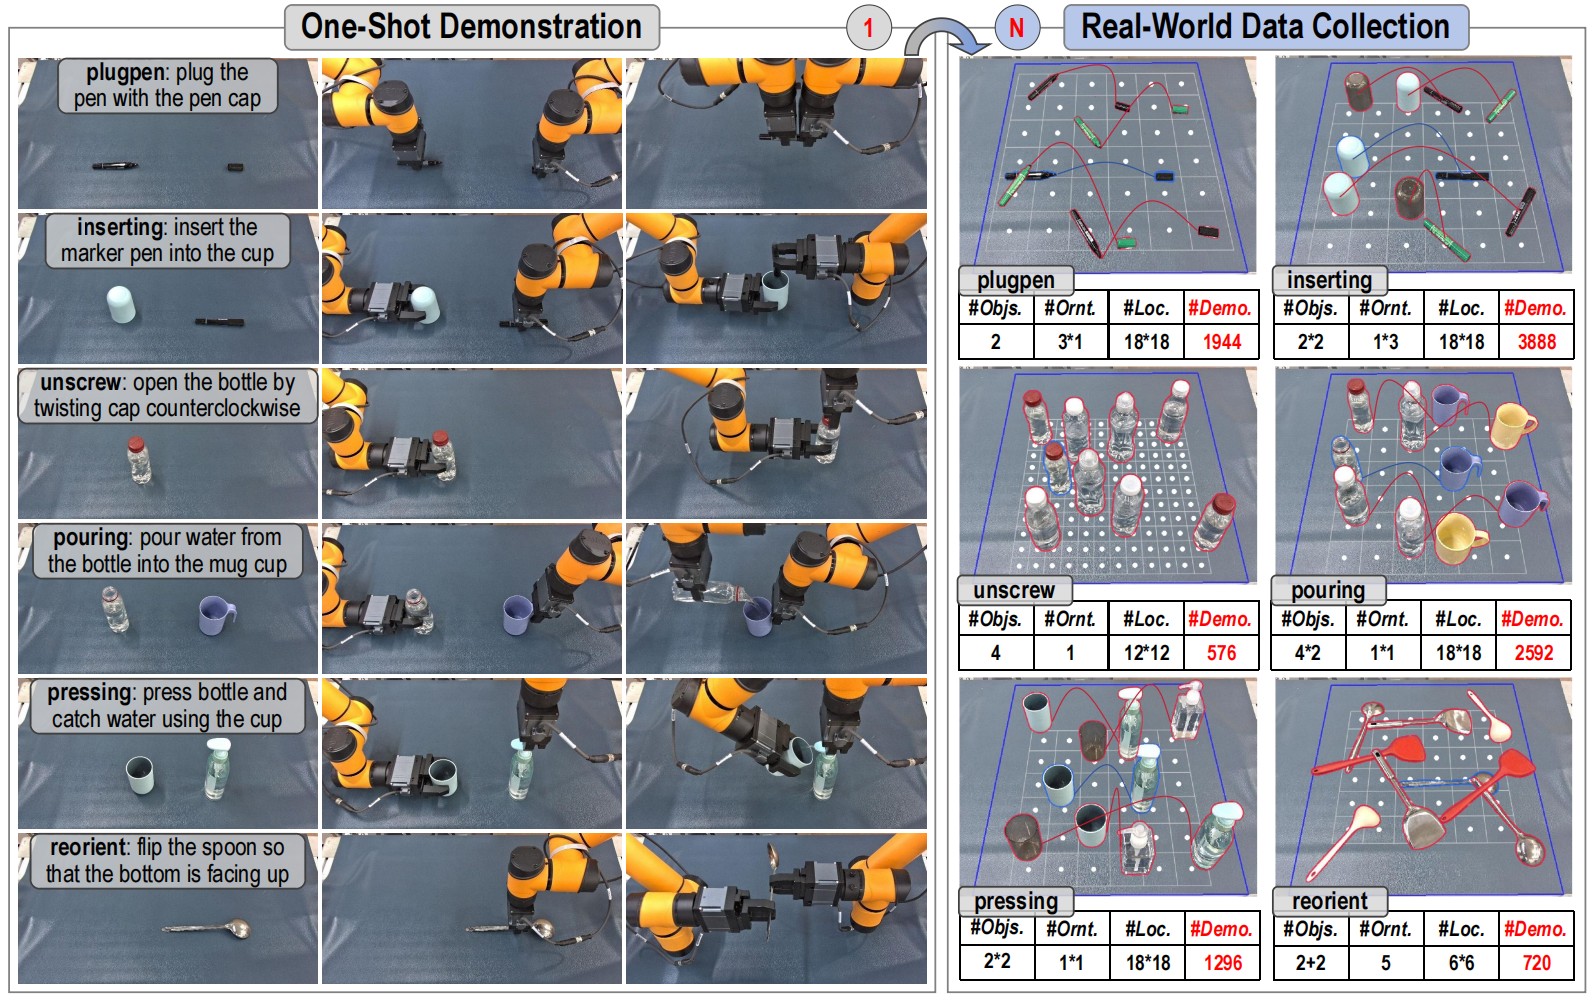 One-Shot Demonstration
1
N
Real-World Data Collection
plugpen: plug the
pen with the pen cap
inserting: insert the
marker pen into the cup
unscrew: open the bottle by
twisting cap counterclockwise
pouring: pour water from
the bottle into the mug cup
pressing: press bottle and
catch water using the cup
reorient: flip the spoon so
that the bottom is facing up
plugpen
#Objs. #Ornt. #Loc. #Demo.
2 3*1 18*18 1944
inserting
#Objs. #Ornt. #Loc. #Demo.
2*2 1*3 18*18 3888
unscrew
#Objs. #Ornt. #Loc. #Demo.
4 1 12*12 576
pouring
#Objs. #Ornt. #Loc. #Demo.
4*2 1*1 18*18 2592
pressing
#Objs. #Ornt. #Loc. #Demo.
2*2 1*1 18*18 1296
reorient
#Objs. #Ornt. #Loc. #Demo.
2+2 5 6*6 720